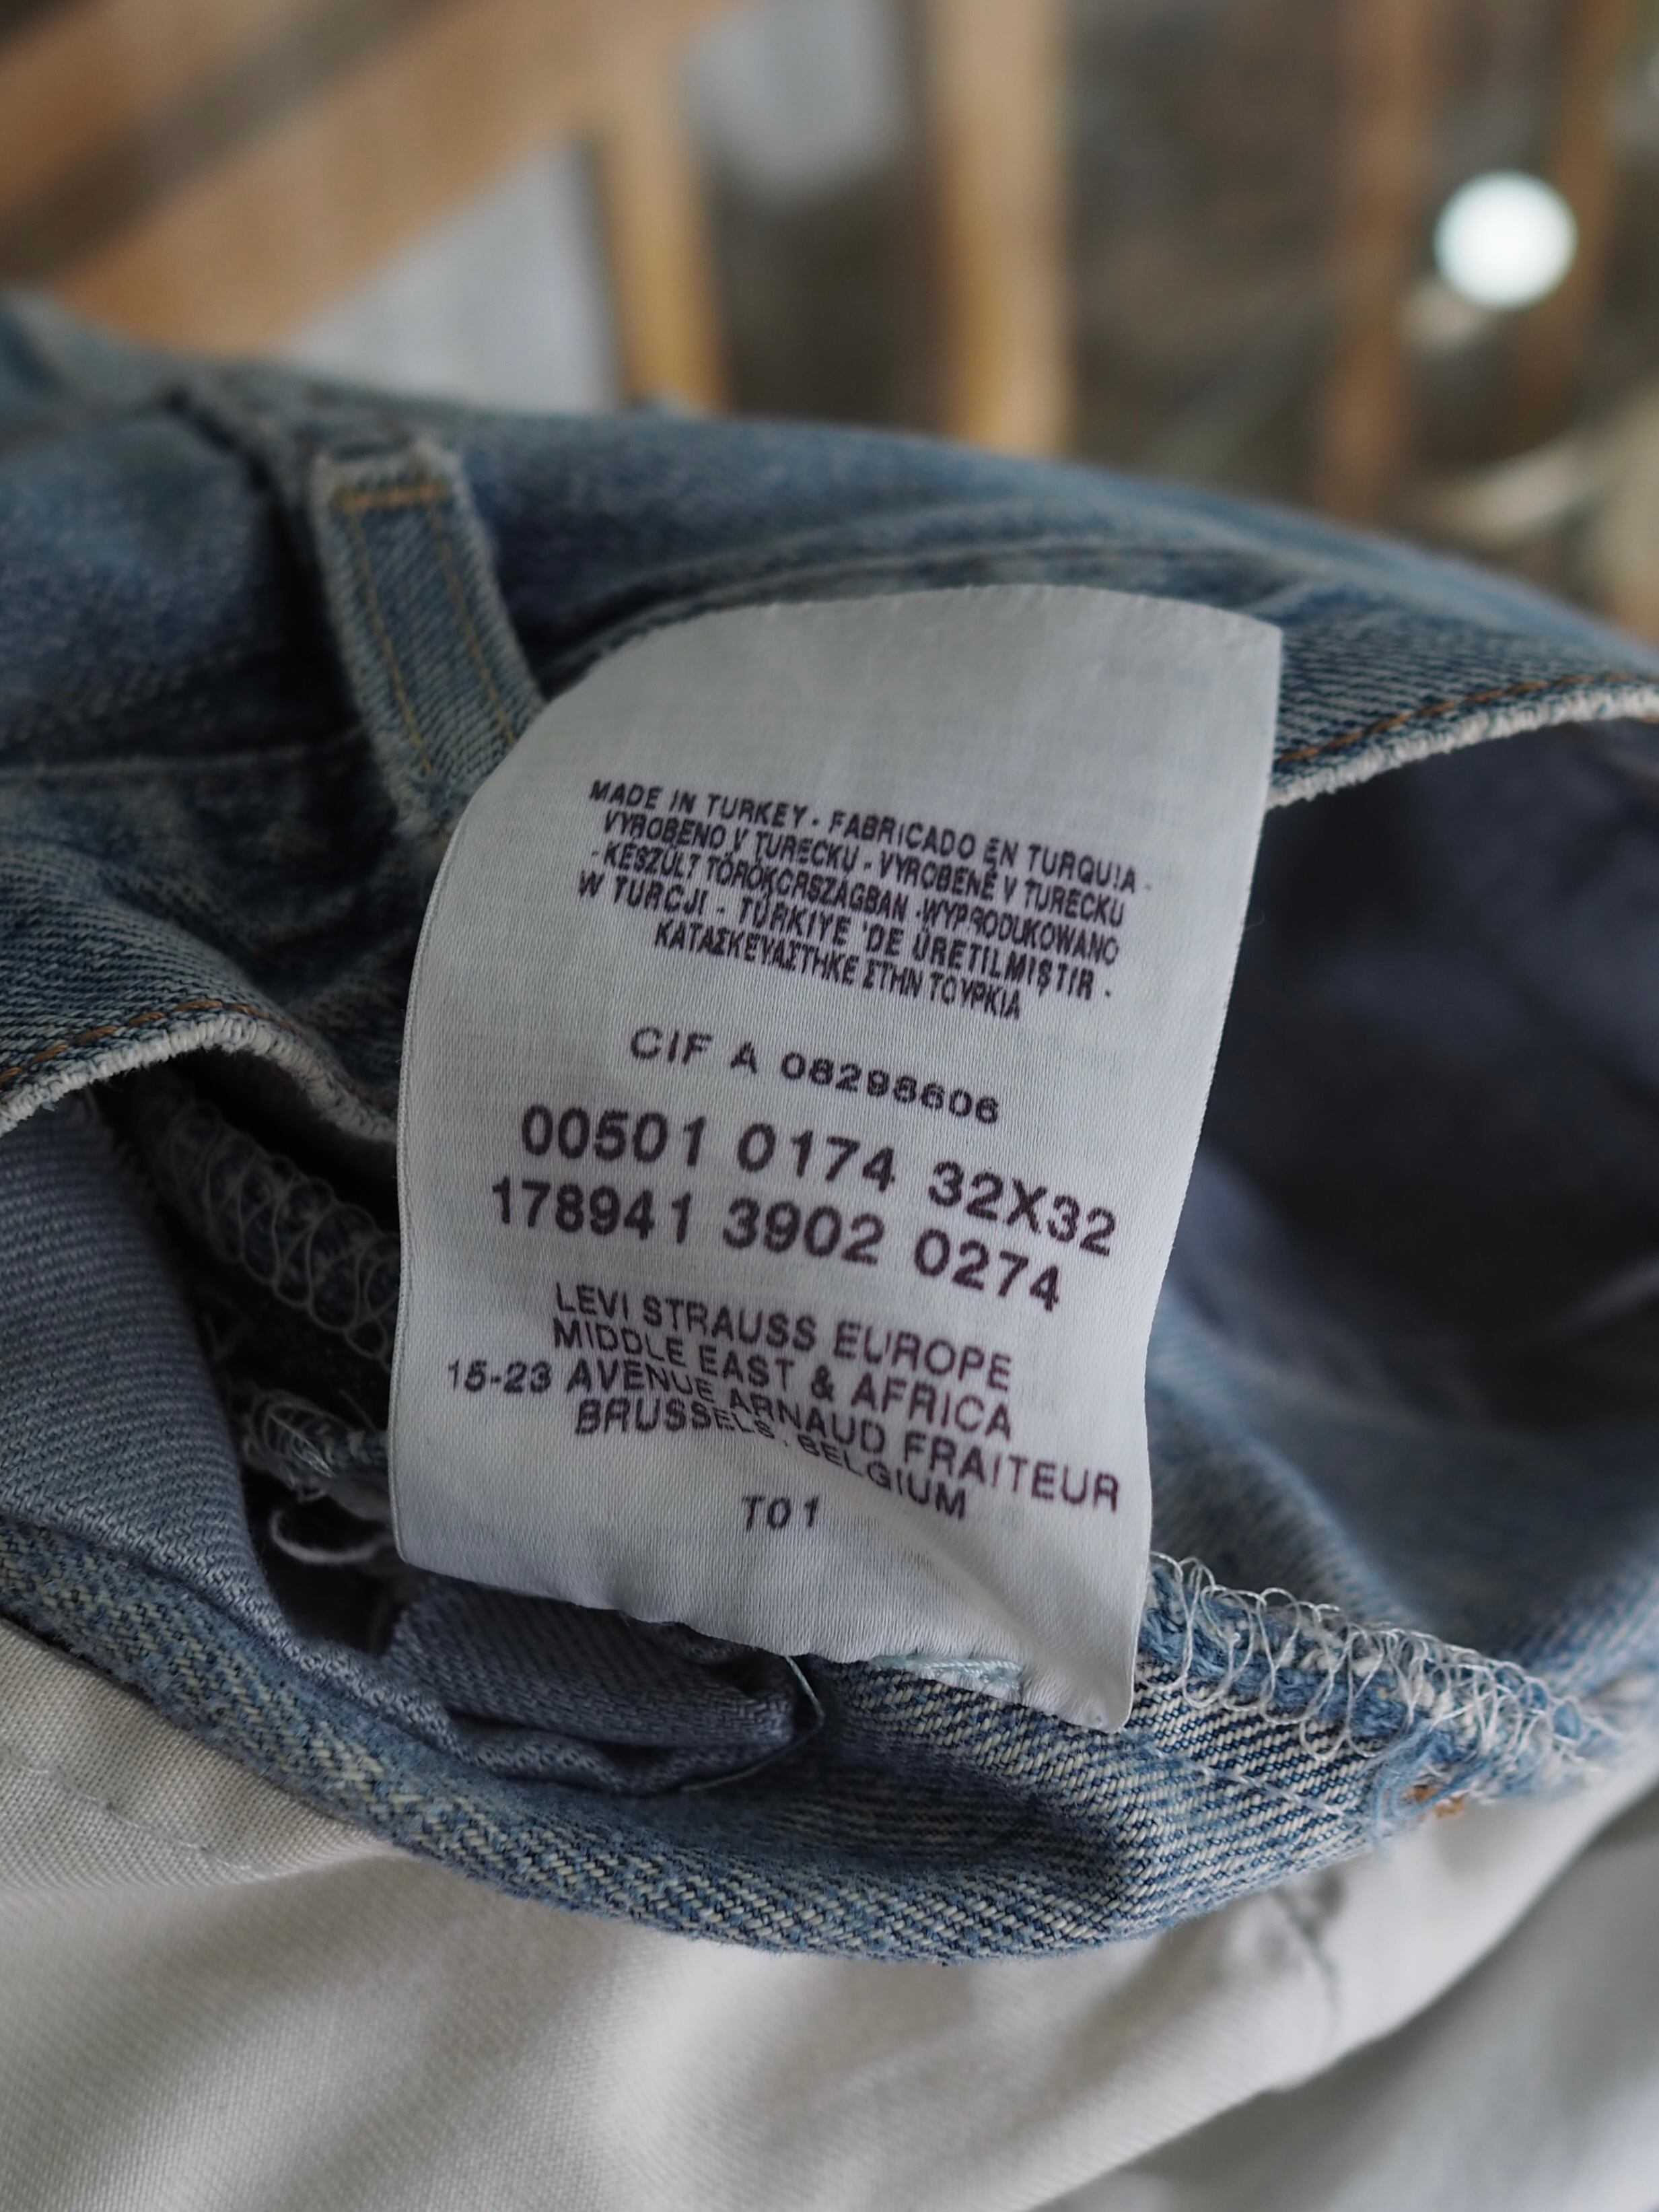 MADE IN TURKEY - FABRICADO EN TURQUIA -
VYROBENO V TURECKU - VYROBENÉ V TURECKU
- KÉSZÜLT TÖRÖKORSZÁGBAN - WYPRODUKOWANO
W TURCJI - TÜRKIYE 'DE ÜRETILMIŞTIR -
ΚΑΤΑΣΚΕΥΑΣΤΗΚΕ ΣΤΗΝ ΤΟΥΡΚΙΑ
CIF A 08298606
00501 0174 32X32
178941 3902 0274
LEVI STRAUSS EUROPE
MIDDLE EAST & AFRICA
15-23 AVENUE ARNAUD FRAITEUR
BRUSSELS - BELGIUM
T01